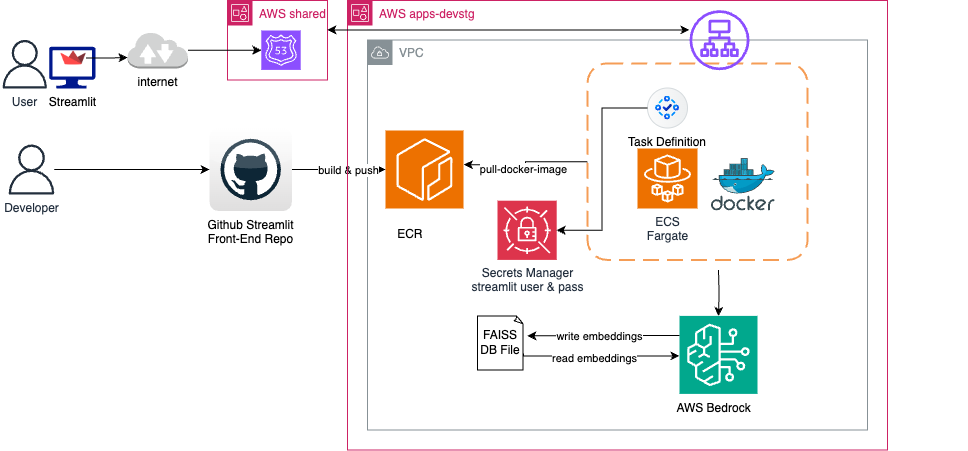 AWS shared
AWS apps-devstg
53
VPC
User
Streamlit
internet
Task Definition
Developer
Github Streamlit
Front-End Repo
build & push
ECR
pull-docker-image
docker
ECS
Fargate
Secrets Manager
streamlit user & pass
FAISS
DB File
write embeddings
read embeddings
AWS Bedrock